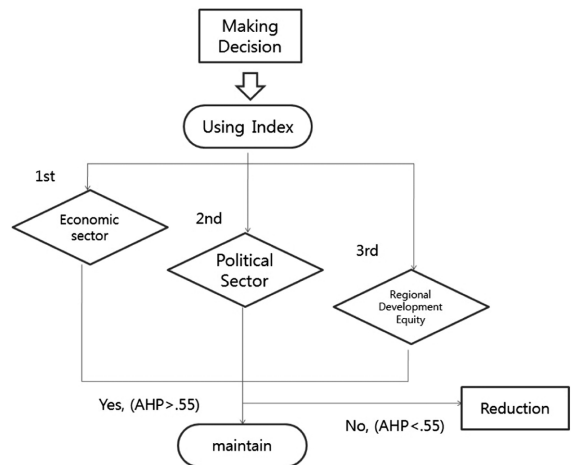 Making
Decision
Using Index
1st
Economic
sector
2nd
Political
Sector
3rd
Regional
Development
Equity
Yes, (AHP>.55)
No, (AHP<.55)
Reduction
maintain